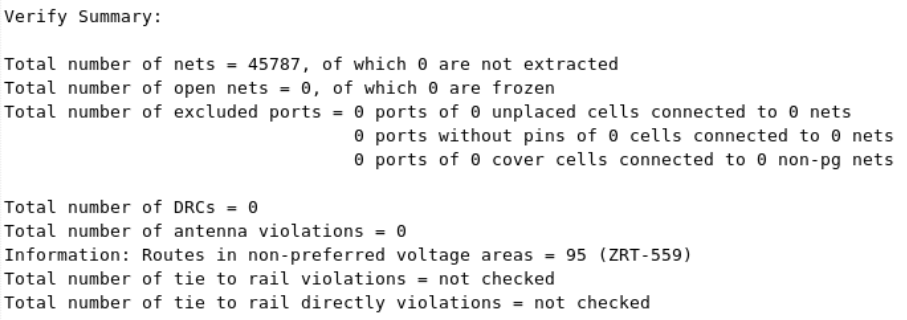 Verify Summary:
Total number of nets = 45787, of which 0 are not extracted
Total number of open nets = 0, of which 0 are frozen
Total number of excluded ports = 0 ports of 0 unplaced cells connected to 0 nets
0 ports without pins of 0 cells connected to 0 nets
0 ports of 0 cover cells connected to 0 non-pg nets
Total number of DRCs = 0
Total number of antenna violations = 0
Information: Routes in non-preferred voltage areas = 95 (ZRT-559)
Total number of tie to rail violations = not checked
Total number of tie to rail directly violations = not checked